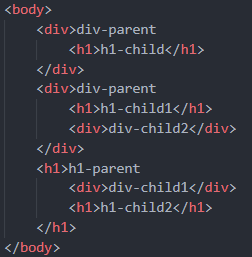 <body>
<div>div-parent
<h1>h1-child</h1>
</div>
<div>div-parent
<h1>h1-child1</h1>
<div>div-child2</div>
</div>
<h1>h1-parent
<div>div-child1</div>
<h1>h1-child2</h1>
</h1>
</body>